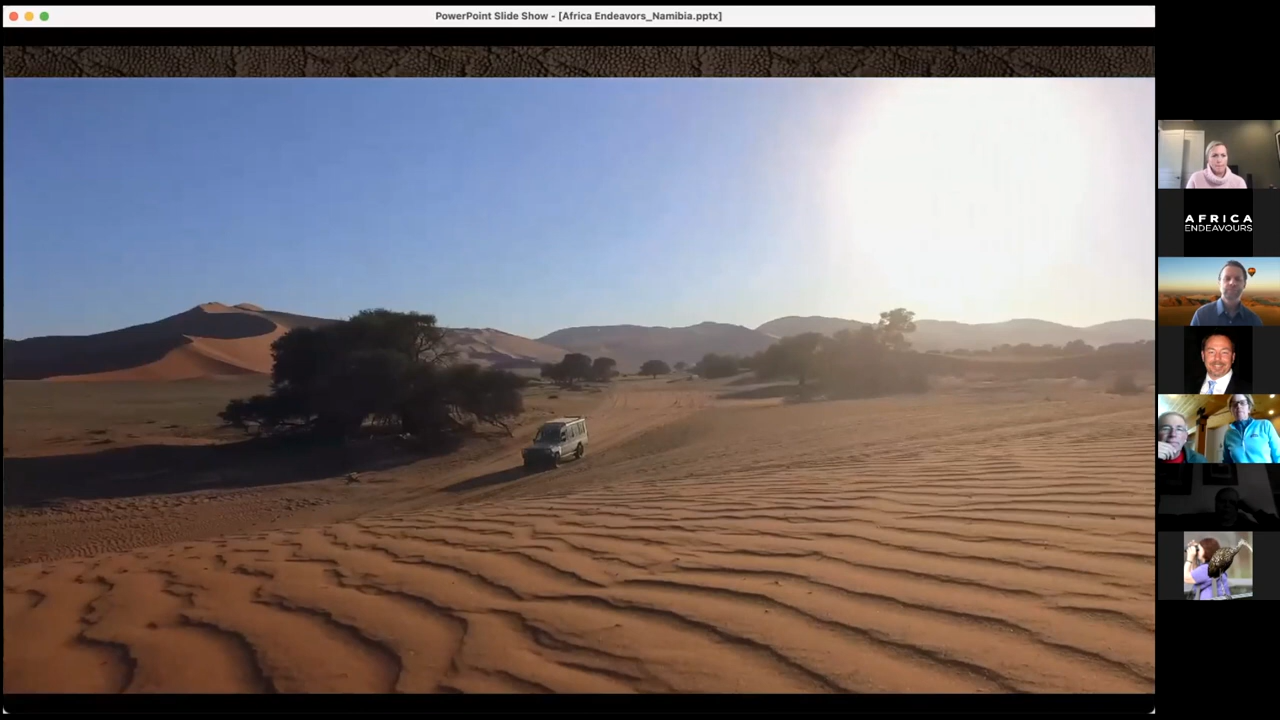 PowerPoint Slide Show - [Africa Endeavors_Namibia.pptx]
AFRICA
ENDEAVOURS